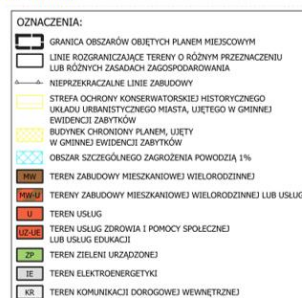 OZNACZENIA:
GRANICA OBSZARÓW OBJĘTYCH PLANEM MIEJSCOWYM
LINIE ROZGRANICZAJĄCE TERENY O RÓŻNYM PRZEZNACZENIU
LUB RÓŻNYCH ZASADACH ZAGOSPODAROWANIA
NIEPRZEKRACZALNE LINIE ZABUDOWY
STREFA OCHRONY KONSERWATORSKIEJ HISTORYCZNEGO
UKŁADU URBANISTYCZNEGO MIASTA, UJĘTEGO W GMINNEJ
EWIDENCJI ZABYTKÓW
BUDYNEK CHRONIONY PLANEM, UJĘTY
W GMINNEJ EWIDENCJI ZABYTKÓW
OBSZAR SZCZEGÓLNEGO ZAGROŻENIA POWODZIĄ 1%
MW TEREN ZABUDOWY MIESZKANIOWEJ WIELORODZINNEJ
MW-U TERENY ZABUDOWY MIESZKANIOWEJ WIELORODZINNEJ LUB USŁUG
U TEREN USŁUG
UZ-UE TEREN USŁUG ZDROWIA I POMOCY SPOŁECZNEJ
LUB USŁUG EDUKACJI
ZP TEREN ZIELENI URZĄDZONEJ
IE TEREN ELEKTROENERGETYKI
KR TEREN KOMUNIKACJI DOROGOWEJ WEWNĘTRZNEJ